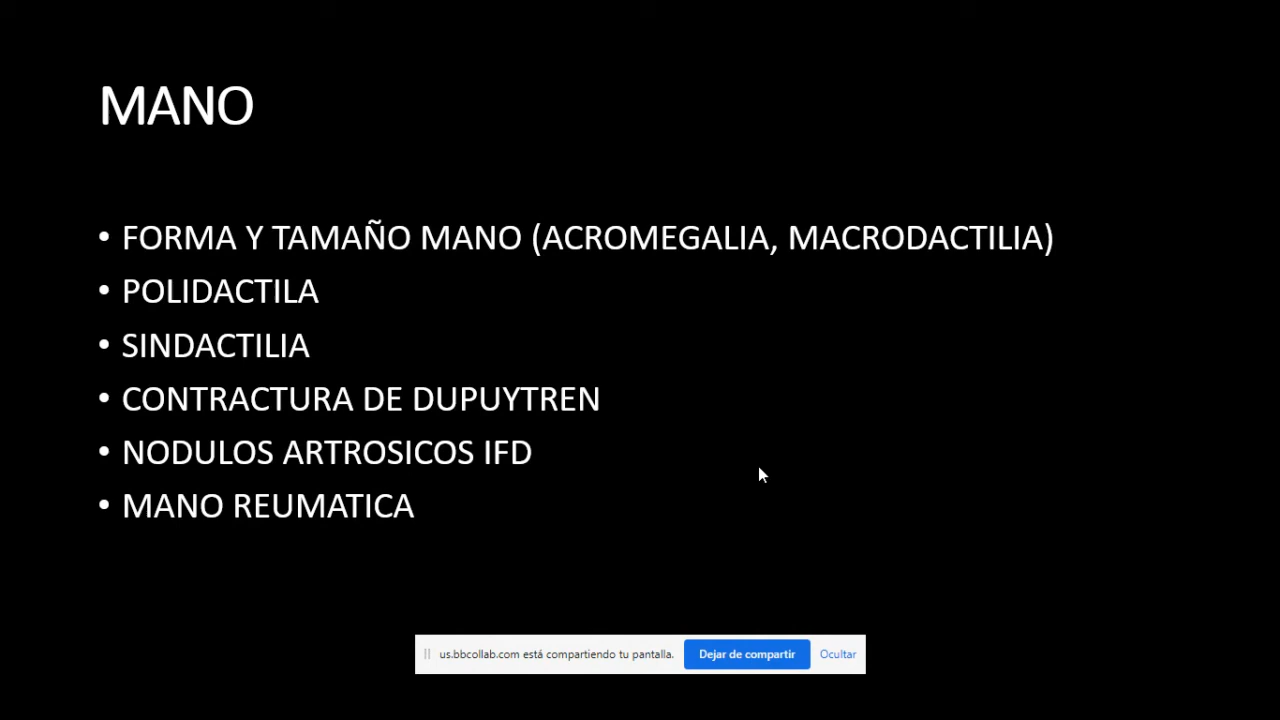 MANO
• FORMA Y TAMAÑO MANO (ACROMEGALIA, MACRODACTILIA)
• POLIDACTILA
• SINDACTILIA
• CONTRACTURA DE DUPUYTREN
• NODULOS ARTROSICOS IFD
• MANO REUMATICA
us.bbcollab.com está compartiendo tu pantalla. Dejar de compartir Ocultar